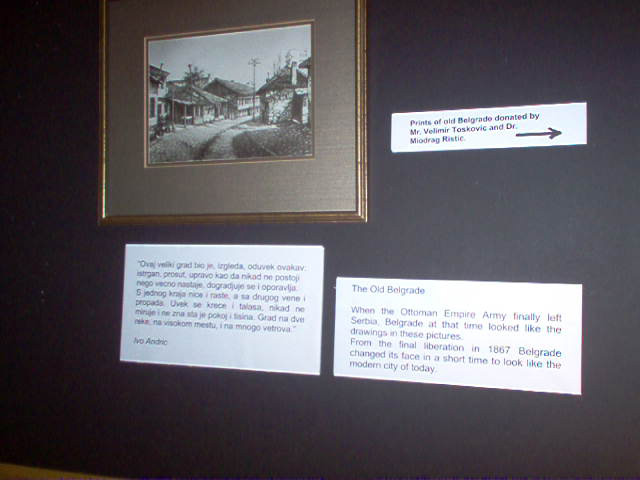 Prints of old Belgrade donated by
Mr. Velimir Toskovic and Dr.
Miodrag Ristic.
"Ovaj veliki grad bio je, izgleda, oduvek ovakav:
istrgan, prosut, upravo kao da nikad ne postoji
nego vecno nastaje, dogradjuje se i oporavlja.
S jednog kraja nice i raste, a sa drugog vene i
propada. Uvek se krece i talasa, nikad ne
miruje i ne zna sta je pokoj i tisina. Grad na dve
reke, na visokom mestu, i na mnogo vetrova."
Ivo Andric
The Old Belgrade
When the Ottoman Empire Army finally left
Serbia, Belgrade at that time looked like the
drawings in these pictures.
From the final liberation in 1867 Belgrade
changed its face in a short time to look like the
modern city of today.